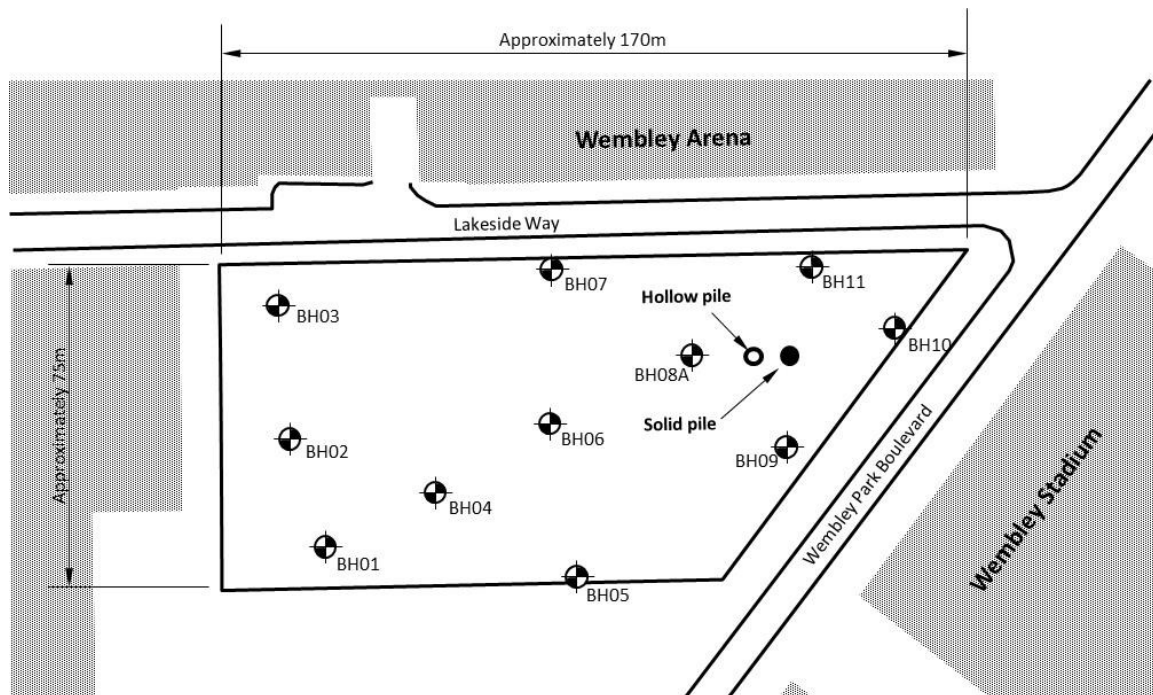 Approximately 170m
Wembley Arena
Lakeside Way
BH07
BH11
Hollow pile
BH03
BH10
BH08A
Approximately 75m
Solid pile
BH06
BH02
BH09
Wembley Park Boulevard
Wembley Stadium
BH04
BH01
BH05